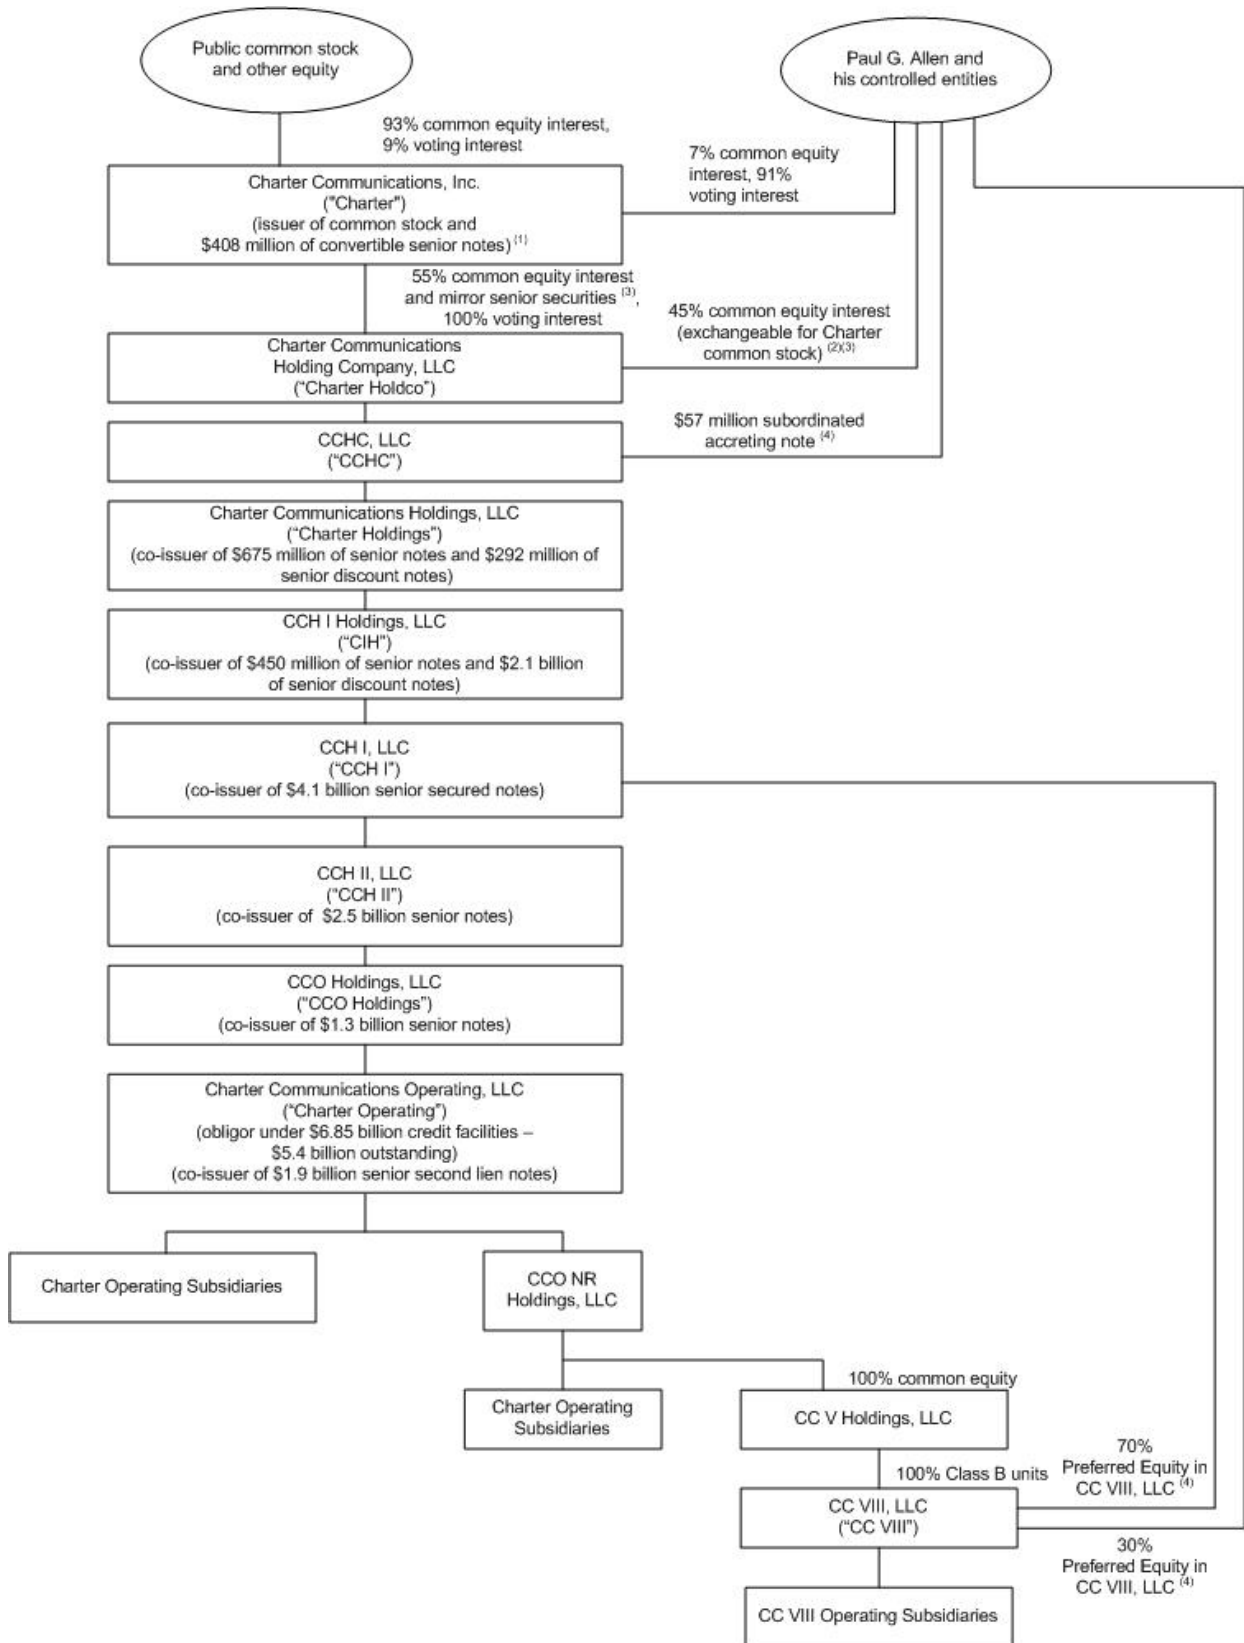 Public common stock
and other equity
Paul G. Allen and
his controlled entities
93% common equity interest,
9% voting interest
7% common equity
interest, 91%
voting interest
Charter Communications, Inc.
("Charter")
(issuer of common stock and
$408 million of convertible senior notes) (1)
55% common equity interest
and mirror senior securities (3),
100% voting interest
45% common equity interest
(exchangeable for Charter
common stock) (2)(3)
Charter Communications
Holding Company, LLC
(“Charter Holdco”)
$57 million subordinated
accreting note (4)
CCHC, LLC
(“CCHC”)
Charter Communications Holdings, LLC
(“Charter Holdings”)
(co-issuer of $675 million of senior notes and $292 million of
senior discount notes)
CCH I Holdings, LLC
(“CIH”)
(co-issuer of $450 million of senior notes and $2.1 billion
of senior discount notes)
CCH I, LLC
(“CCH I”)
(co-issuer of $4.1 billion senior secured notes)
CCH II, LLC
("CCH II”)
(co-issuer of  $2.5 billion senior notes)
CCO Holdings, LLC
(“CCO Holdings”)
(co-issuer of $1.3 billion senior notes)
Charter Communications Operating, LLC
(“Charter Operating”)
(obligor under $6.85 billion credit facilities –
$5.4 billion outstanding)
(co-issuer of $1.9 billion senior second lien notes)
Charter Operating Subsidiaries
CCO NR
Holdings, LLC
100% common equity
Charter Operating
Subsidiaries
CC V Holdings, LLC
70%
Preferred Equity in
CC VIII, LLC (4)
100% Class B units
CC VIII, LLC
(“CC VIII”)
30%
Preferred Equity in
CC VIII, LLC (4)
CC VIII Operating Subsidiaries